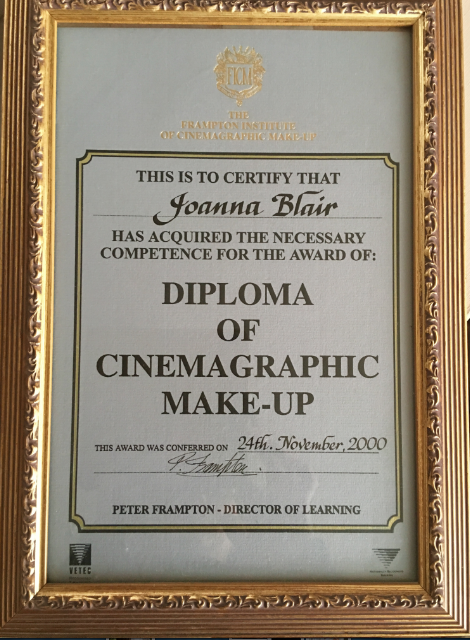 FICM
THE
FRAMPTON INSTITUTE
OF CINEMAGRAPHIC MAKE-UP
THIS IS TO CERTIFY THAT
Joanna Blair
HAS ACQUIRED THE NECESSARY
COMPETENCE FOR THE AWARD OF:
DIPLOMA
OF
CINEMAGRAPHIC
MAKE-UP
THIS AWARD WAS CONFERRED ON 24th. November, 2000
P. Frampton.
PETER FRAMPTON - DIRECTOR OF LEARNING
VETEC